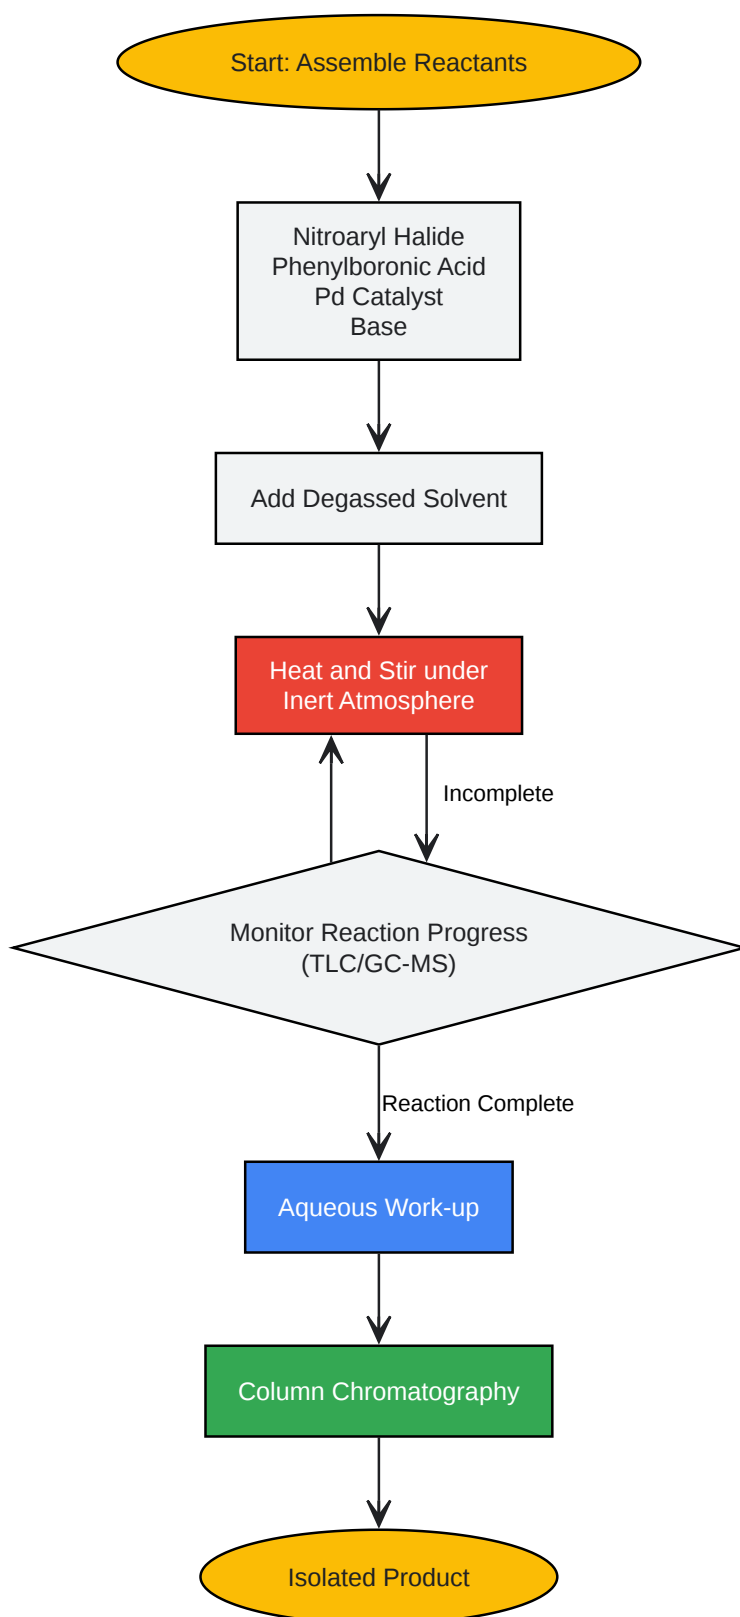 Start: Assemble Reactants
Nitroaryl Halide
Phenylboronic Acid
Pd Catalyst
Base
Add Degassed Solvent
Heat and Stir under
Inert Atmosphere
Incomplete
Monitor Reaction Progress
(TLC/GC-MS)
Reaction Complete
Aqueous Work-up
Column Chromatography
Isolated Product